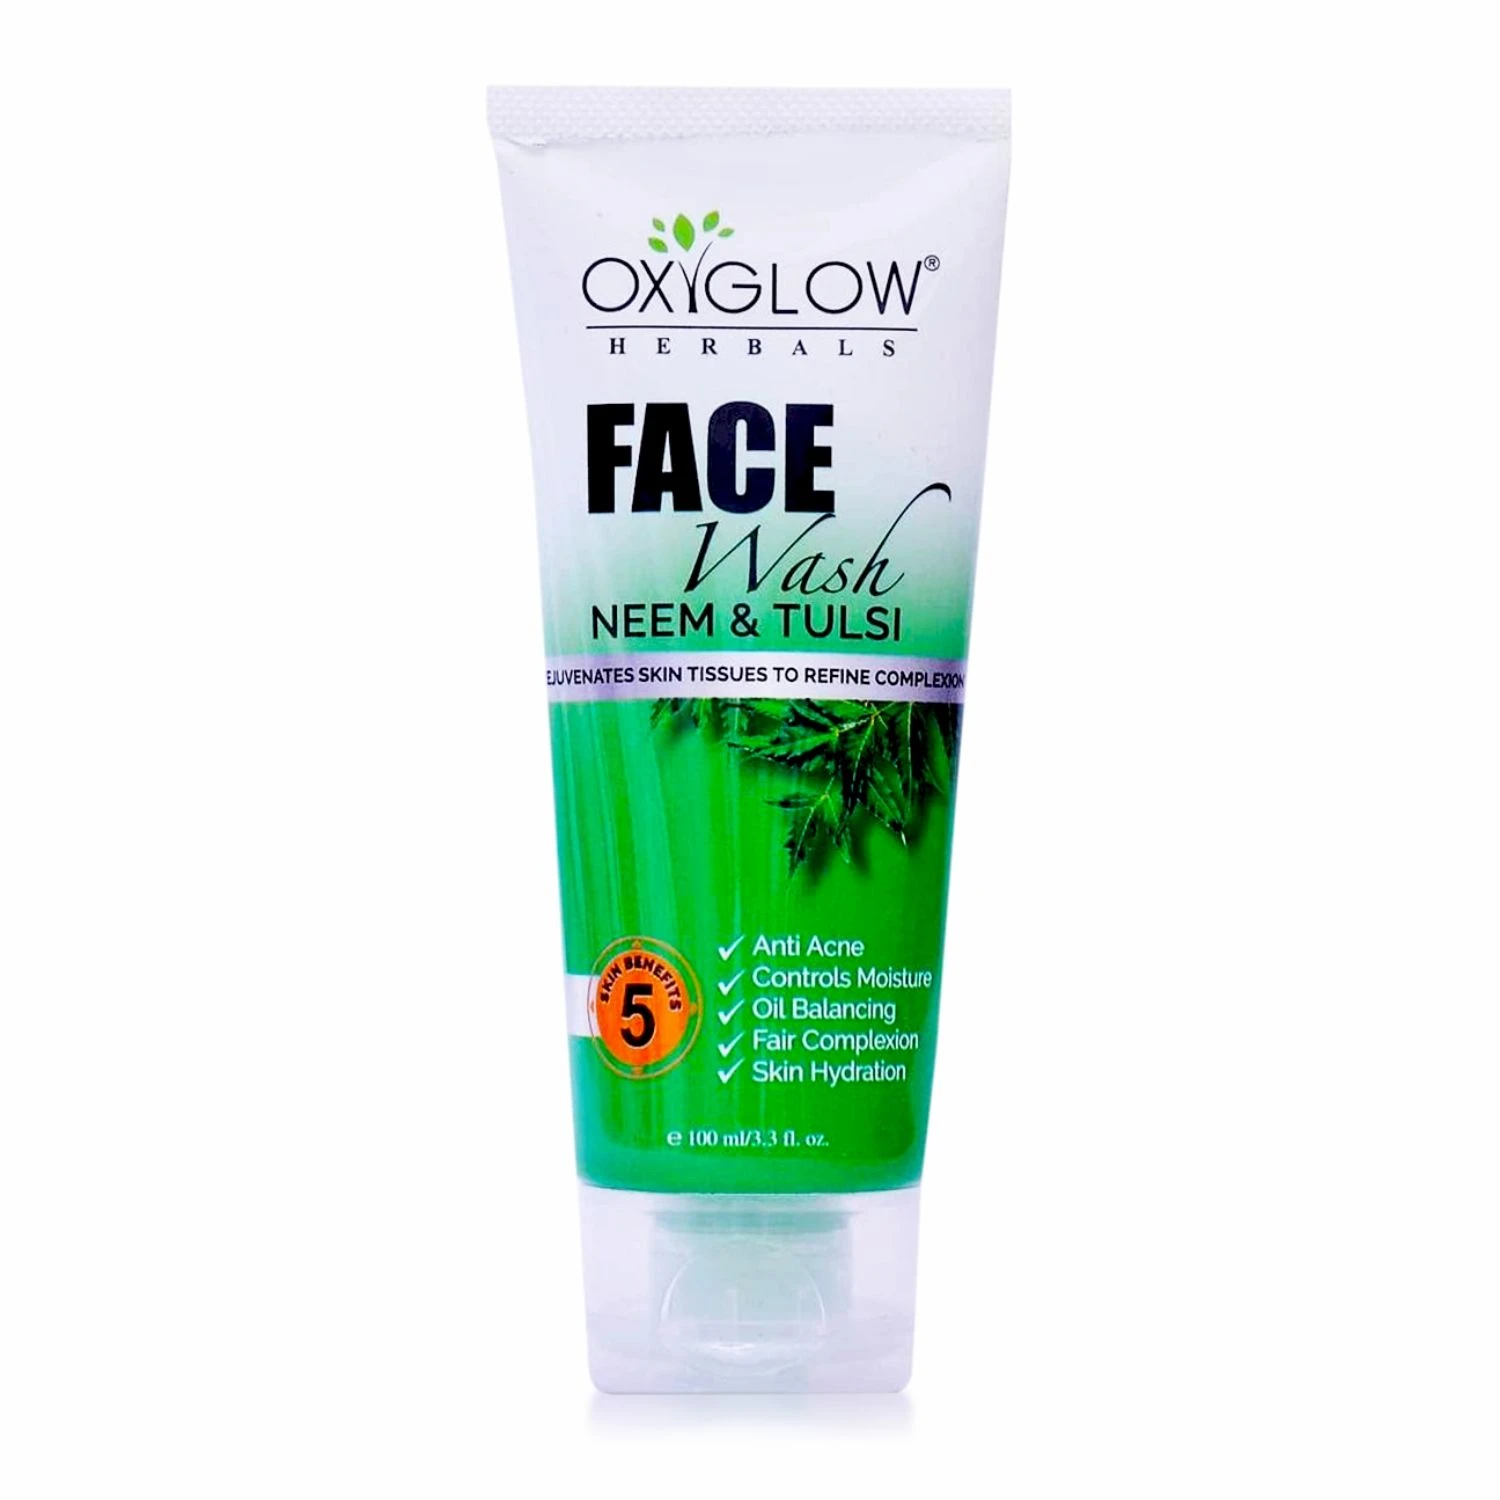 OXYGLOW®
HERBALS
FACE
Wash
NEEM & TULSI
EJUVENATES SKIN TISSUES TO REFINE COMPLEXION
SKIN BENEFITS
5
Anti Acne
Controls Moisture
Oil Balancing
Fair Complexion
Skin Hydration
℮ 100 ml/3.3 fl. oz.